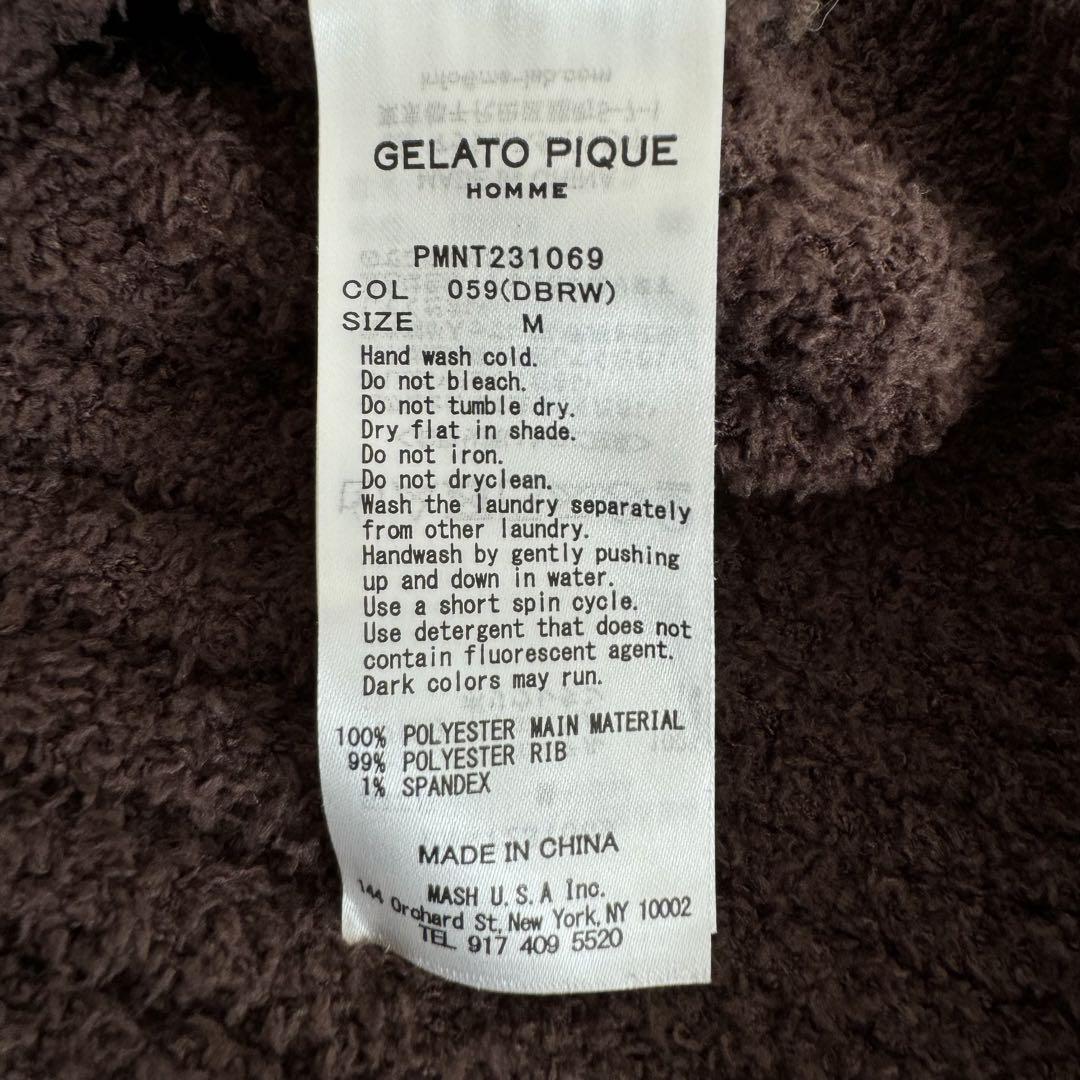 GELATO PIQUE
HOMME
PMNT231069
COL 059(DBRW)
SIZE M
Hand wash cold.
Do not bleach.
Do not tumble dry.
Dry flat in shade.
Do not iron.
Do not dryclean.
Wash the laundry separately
from other laundry.
Handwash by gently pushing
up and down in water.
Use a short spin cycle.
Use detergent that does not
contain fluorescent agent.
Dark colors may run.
100% POLYESTER MAIN MATERIAL
99% POLYESTER RIB
1% SPANDEX
MADE IN CHINA
MASH U.S.A Inc.
144 Orchard St, New York, NY 10002
TEL 917 409 5520